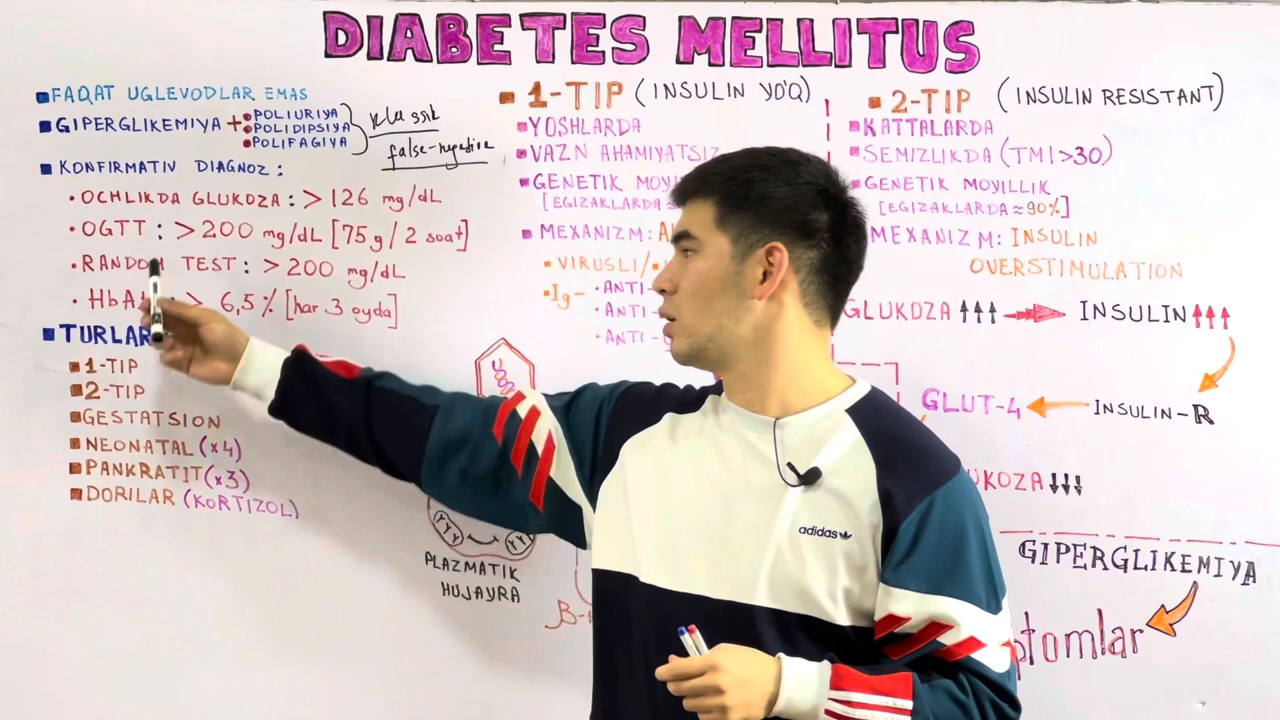 DIABETES MELLITUS
FAQAT UGLEVODLAR EMAS
GIPERGLIKEMIYA +
POLIURIYA
POLIDIPSIYA
POLIFAGIYA
klassik
false-negative
KONFIRMATIV DIAGNOZ:
OCHLIKDA GLUKOZA: > 126 mg/dL
OGTT: > 200 mg/dL [75g/2 soat]
RANDOM TEST: > 200 mg/dL
> 6,5% [har 3 oyda]
TURLAR
1-TIP
2-TIP
GESTATSION
NEONATAL (x4)
PANKRATIT (x3)
DORILAR (KORTIZOL)
1-TIP (INSULIN YO'Q)
YOSHLARDA
VAZN AHAMIYATSIZ
GENETIK
[EGIZAKLARDA
MEXANIZM:
VIRUSLI/
Ig- ANTI-
ANTI-
ANTI-
PLAZMATIK
HUJAYRA
2-TIP (INSULIN RESISTANT)
KATTALARDA
SEMIZLIKDA (TMI>30)
GENETIK MOYILLIK
[EGIZAKLARDA ≈90%]
MEXANIZM: INSULIN
OVERSTIMULATION
GLUKOZA ↑↑↑ → INSULIN ↑↑↑
GLUT-4 ← INSULIN-R
↓↓↓
GIPERGLIKEMIYA
adidas